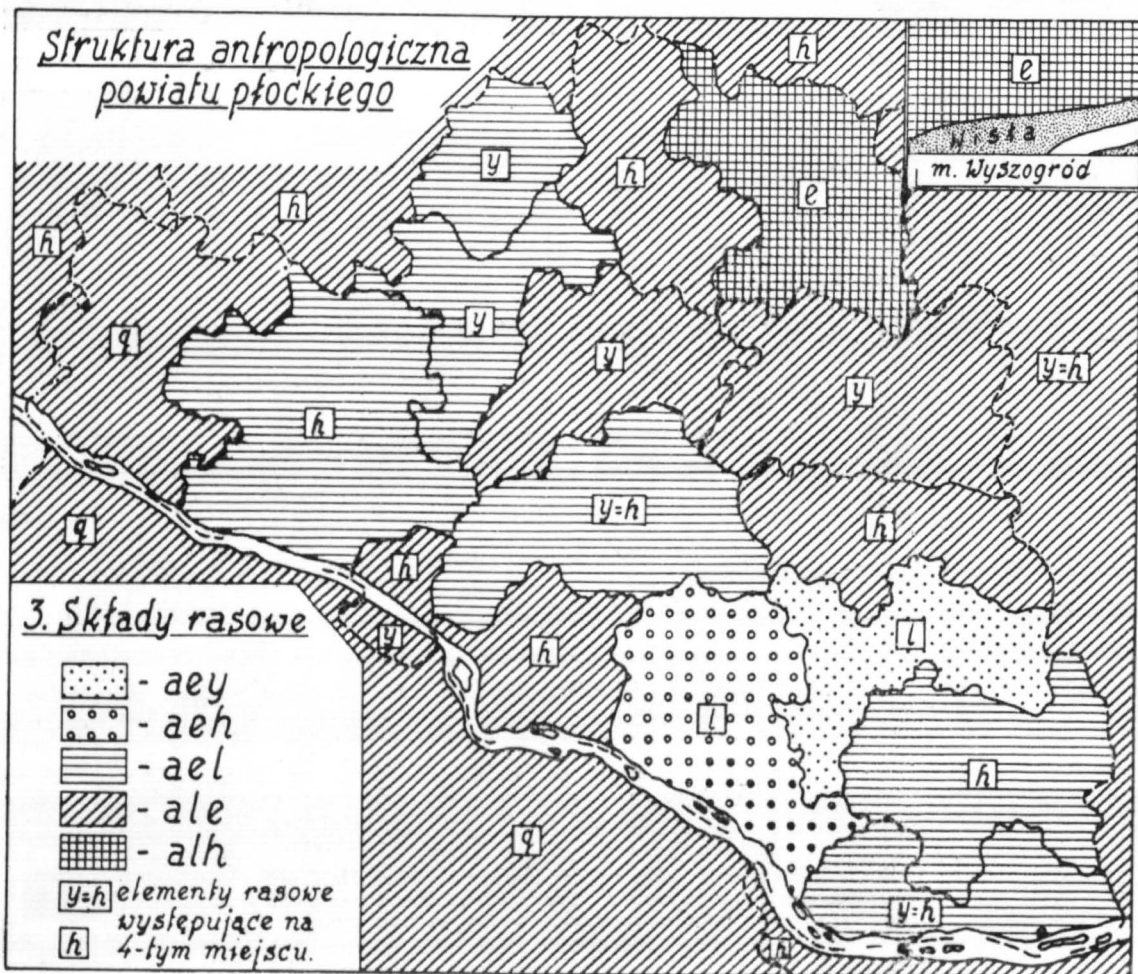 Struktura antropologiczna
powiatu płockiego
h
e
Wisła
m. Wyszogród
y
h
e
h
h
q
y
y
y
y=h
h
y=h
h
q
h
y
h
l
l
h
q
y=h
h
3. Składy rasowe
- aey
- aeh
- ael
- ale
- alh
y=h elementy rasowe
występujące na
h 4-tym miejscu.